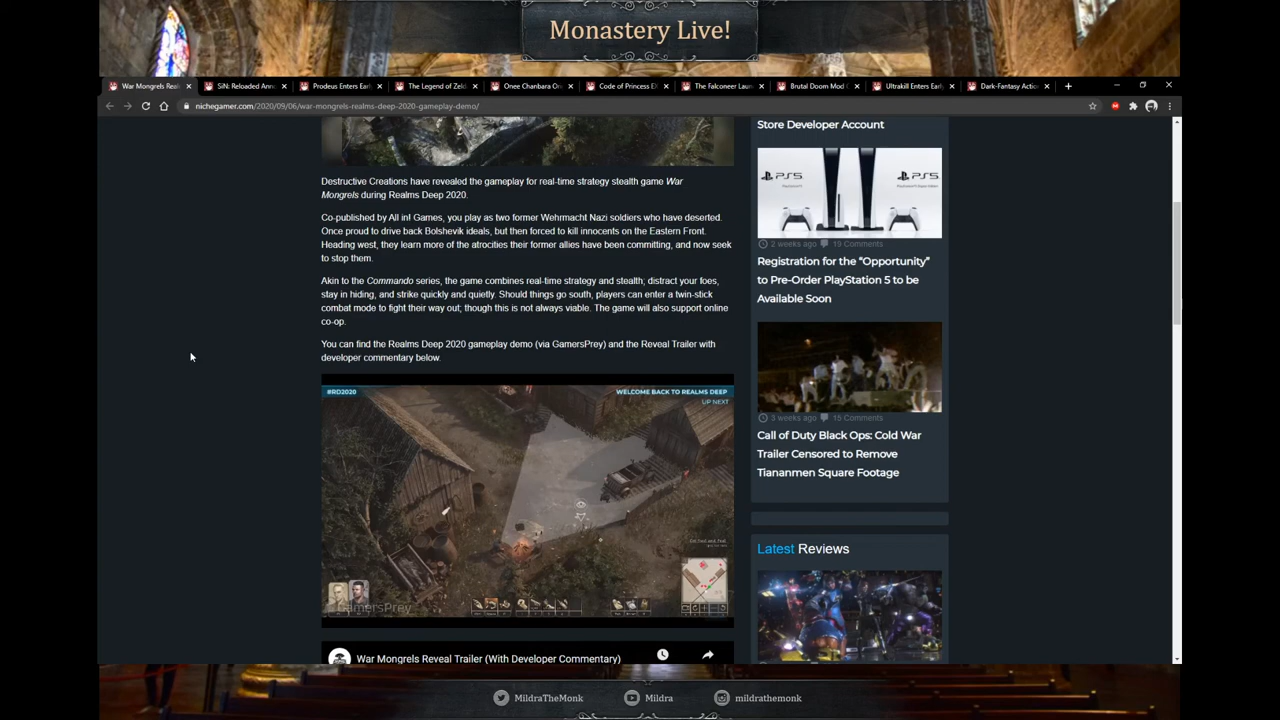 Monastery Live!
War Mongrels Rea
SiN: Reloaded Ann
Prodeus Enters Earl
The Legend of Zeld
Onee Chanbara On
Code of Princess E
The Falconeer Laun
Brutal Doom Mod
Ultrakill Enters Earl
Dark-Fantasy Actio
nichegamer.com/2020/09/06/war-mongrels-realms-deep-2020-gameplay-demo/
Destructive Creations have revealed the gameplay for real-time strategy stealth game War
Mongrels during Realms Deep 2020.
Co-published by All in! Games, you play as two former Wehrmacht Nazi soldiers who have deserted.
Once proud to drive back Bolshevik ideals, but then forced to kill innocents on the Eastern Front.
Heading west, they learn more of the atrocities their former allies have been committing, and now seek
to stop them.
Akin to the Commando series, the game combines real-time strategy and stealth; distract your foes,
stay in hiding, and strike quickly and quietly. Should things go south, players can enter a twin-stick
combat mode to fight their way out; though this is not always viable. The game will also support online
co-op.
You can find the Realms Deep 2020 gameplay demo (via GamersPrey) and the Reveal Trailer with
developer commentary below.
#RD2020
WELCOME BACK TO REALMS DEEP
UP NEXT
GamersPrey
War Mongrels Reveal Trailer (With Developer Commentary)
Store Developer Account
PS5
PS5
2 weeks ago 19 Comments
Registration for the “Opportunity”
to Pre-Order PlayStation 5 to be
Available Soon
3 weeks ago 15 Comments
Call of Duty Black Ops: Cold War
Trailer Censored to Remove
Tiananmen Square Footage
Latest Reviews
MildraTheMonk
Mildra
mildrathemonk